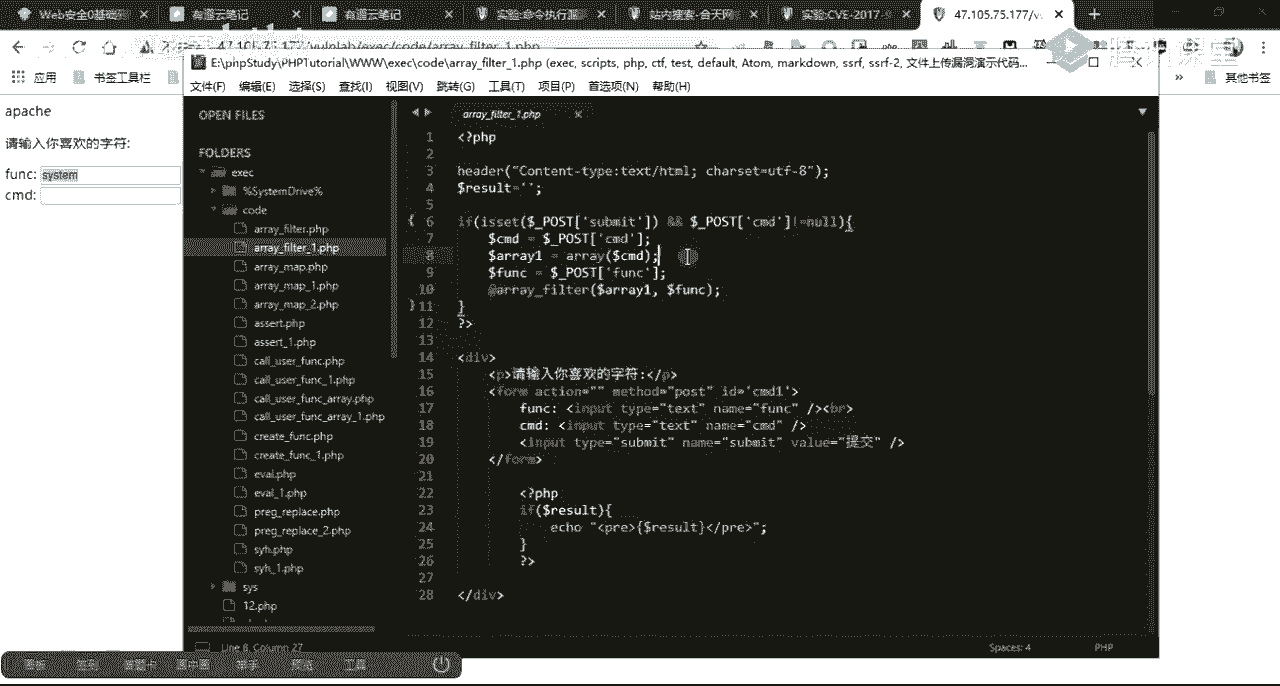 Web安全0基础
有道云笔记
有道云笔记
实验:命令执行漏
站内搜索-合天网
实验:CVE-2017-9
47.105.75.177/v
47.105.75.177/vulnlab/exec/code/array_filter_1.php
应用
书签工具栏
其他书签
apache
请输入你喜欢的字符:
func: system
cmd:
E:\phpStudy\PHPTutorial\WWW\exec\code\array_filter_1.php (exec, scripts, php, ctf, test, default, Atom, markdown, ssrf, ssrf-2, 文件上传漏洞演示代码...
文件(F) 编辑(E) 选择(S) 查找(I) 视图(V) 跳转(G) 工具(T) 项目(P) 首选项(N) 帮助(H)
OPEN FILES
FOLDERS
exec
%SystemDrive%
code
array_filter.php
array_filter_1.php
array_map.php
array_map_1.php
array_map_2.php
assert.php
assert_1.php
call_user_func.php
call_user_func_1.php
call_user_func_array.php
call_user_func_array_1.php
create_func.php
create_func_1.php
eval.php
eval_1.php
preg_replace.php
preg_replace_2.php
syh.php
syh_1.php
sys
12.php
array_filter_1.php
1 <?php
2
3 header("Content-type:text/html; charset=utf-8");
4 $result='';
5
6 if(isset($_POST['submit']) && $_POST['cmd']!=null){
7 $cmd = $_POST['cmd'];
8 $array1 = array($cmd);
9 $func = $_POST['func'];
10 @array_filter($array1, $func);
11 }
12 ?>
13
14 <div>
15 <p>请输入你喜欢的字符:</p>
16 <form action="" method="post" id='cmd1'>
17 func: <input type="text" name="func" /><br>
18 cmd: <input type="text" name="cmd" />
19 <input type="submit" name="submit" value="提交" />
20 </form>
21
22 <?php
23 if($result){
24 echo "<pre>{$result}</pre>";
25 }
26 ?>
27
28 </div>
Line 8, Column 27
Spaces: 4
PHP
腾讯课堂
画板 签到 答题卡 画中画 举手 预览 工具